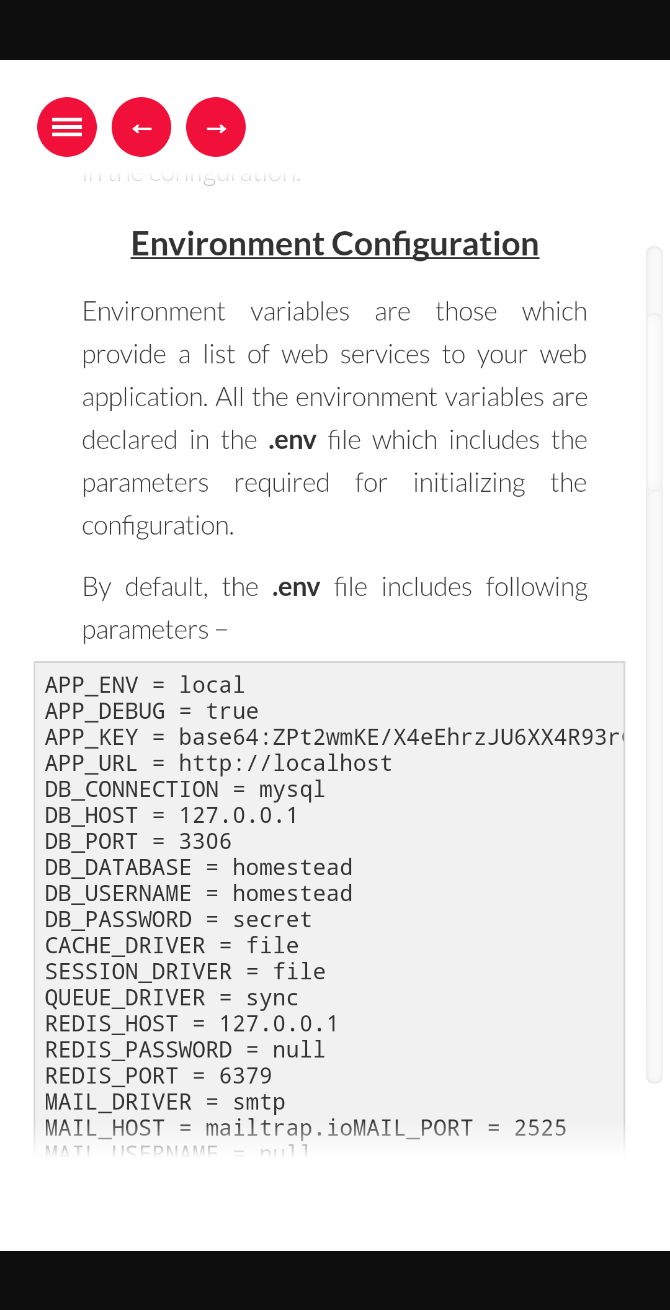 in the configuration.
Environment Configuration
Environment variables are those which
provide a list of web services to your web
application. All the environment variables are
declared in the .env file which includes the
parameters required for initializing the
configuration.
By default, the .env file includes following
parameters –
APP_ENV = local
APP_DEBUG = true
APP_KEY = base64:ZPt2wmKE/X4eEhrzJU6XX4R93r
APP_URL = http://localhost
DB_CONNECTION = mysql
DB_HOST = 127.0.0.1
DB_PORT = 3306
DB_DATABASE = homestead
DB_USERNAME = homestead
DB_PASSWORD = secret
CACHE_DRIVER = file
SESSION_DRIVER = file
QUEUE_DRIVER = sync
REDIS_HOST = 127.0.0.1
REDIS_PASSWORD = null
REDIS_PORT = 6379
MAIL_DRIVER = smtp
MAIL_HOST = mailtrap.ioMAIL_PORT = 2525
MAIL_USERNAME = null